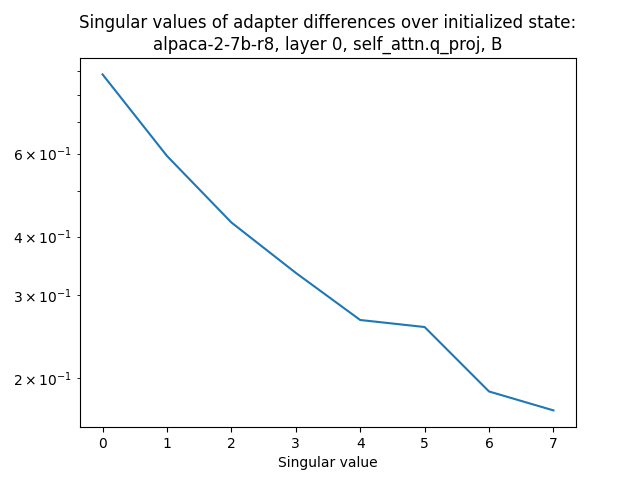 Singular values of adapter differences over initialized state:
alpaca-2-7b-r8, layer 0, self_attn.q_proj, B
6 × 10⁻¹
4 × 10⁻¹
3 × 10⁻¹
2 × 10⁻¹
0 1 2 3 4 5 6 7
Singular value